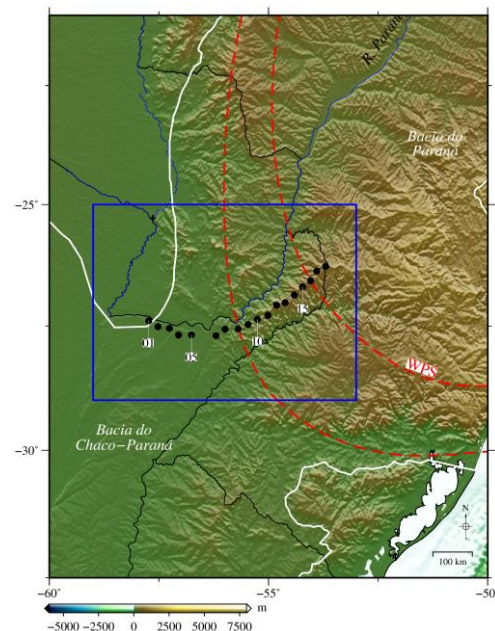 R. Paraná
Bacia do
Paraná
−25°
01
05
10
15
WPS
Bacia do
Chaco−Paraná
−30°
N
100 km
−60°
−55°
−50°
m
−5000 −2500 0 2500 5000 7500